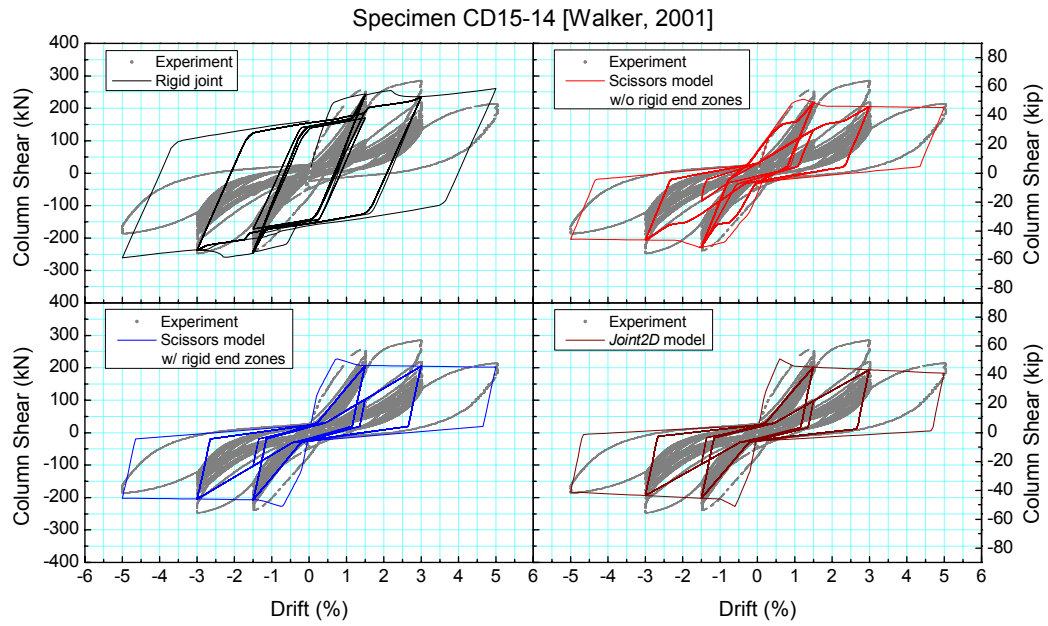 Specimen CD15-14 [Walker, 2001]
Experiment
Rigid joint
Experiment
Scissors model
w/o rigid end zones
400
300
200
100
0
-100
-200
-300
400
Column Shear (kN)
80
60
40
20
0
-20
-40
-60
-80
Column Shear (kip)
Experiment
Scissors model
w/ rigid end zones
Experiment
Joint2D model
300
200
100
0
-100
-200
-300
-400
Column Shear (kN)
60
40
20
0
-20
-40
-60
-80
Column Shear (kip)
-6 -5 -4 -3 -2 -1 0 1 2 3 4 5 6
-5 -4 -3 -2 -1 0 1 2 3 4 5 6
Drift (%)
Drift (%)